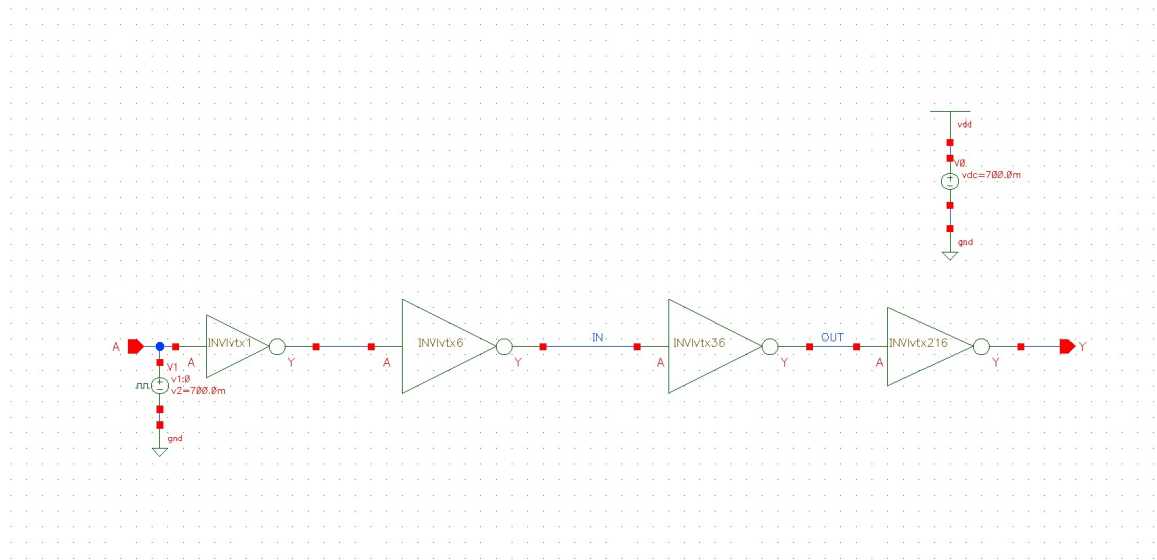 vdd
V0
vdc=700.0m
gnd
A
A
INVlvtx1
Y
A
INVlvtx6
Y
IN
A
INVlvtx36
Y
OUT
A
INVlvtx216
Y
Y
V1
v1:0
v2=700.0m
gnd